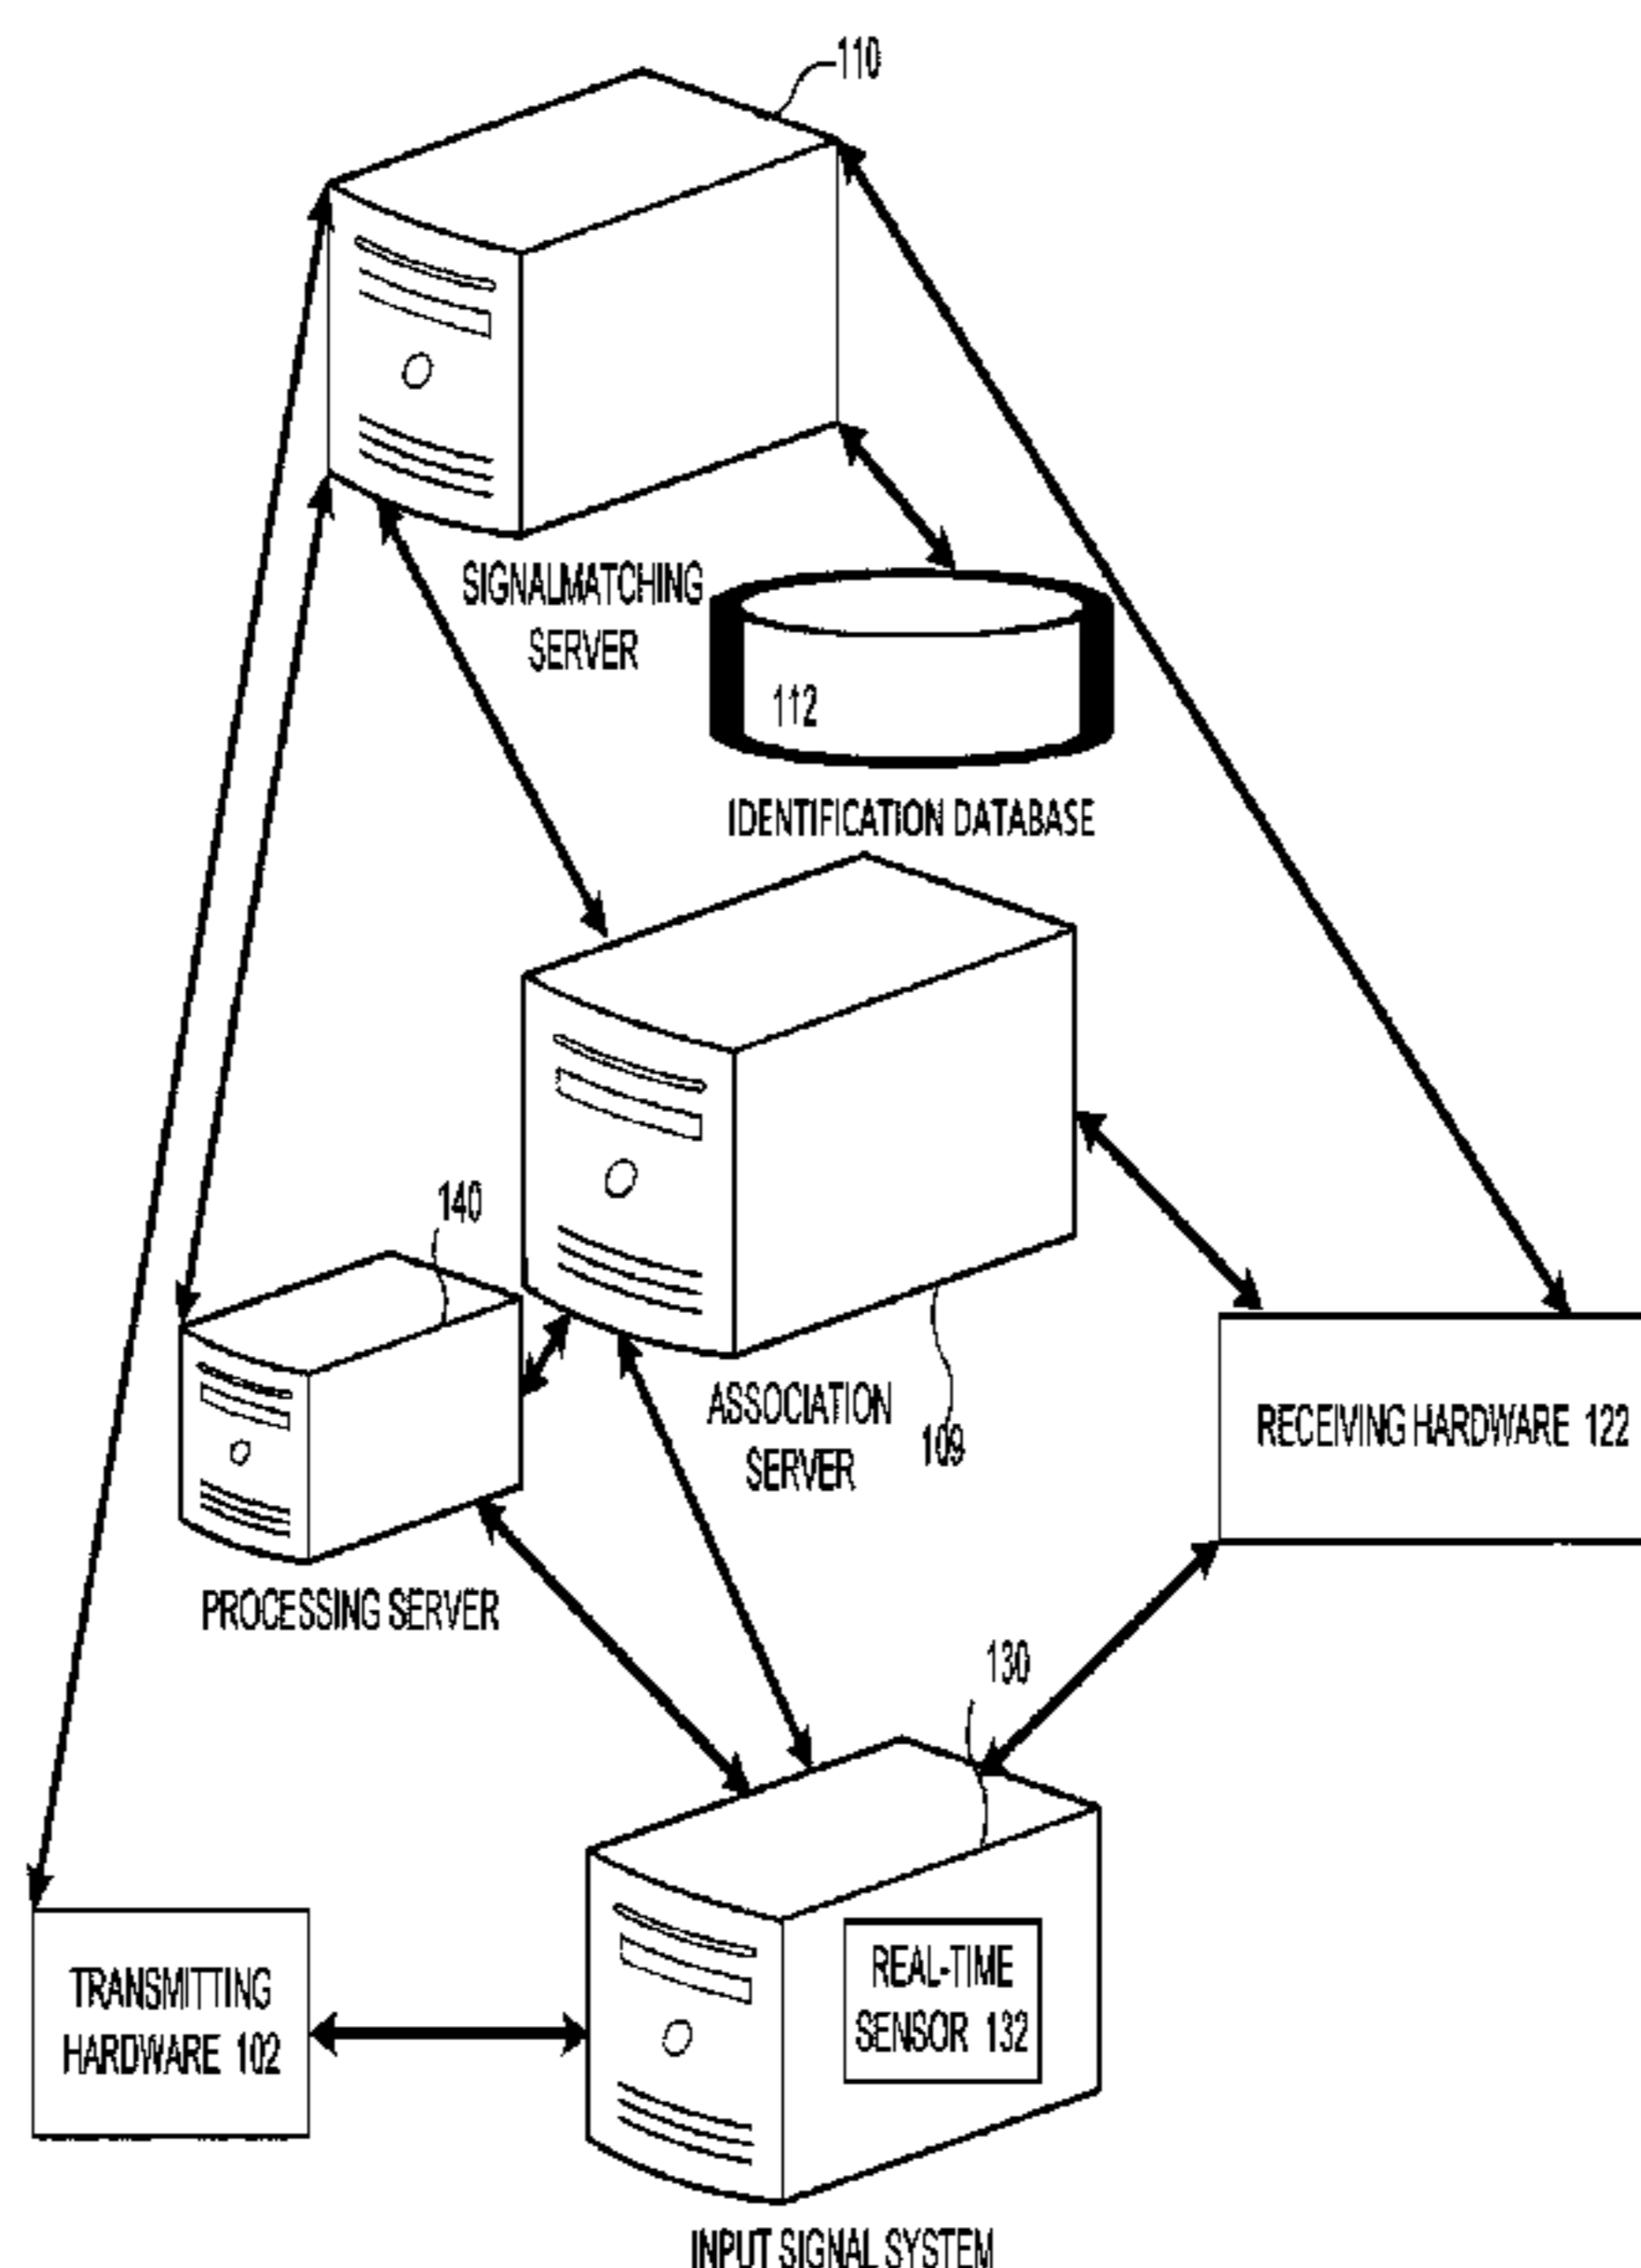 110
SIGNALMATCHING
SERVER
112
IDENTIFICATION DATABASE
140
ASSOCIATION
SERVER
109
RECEIVING HARDWARE 122
PROCESSING SERVER
130
TRANSMITTING
HARDWARE 102
REAL-TIME
SENSOR 132
INPUT SIGNAL SYSTEM